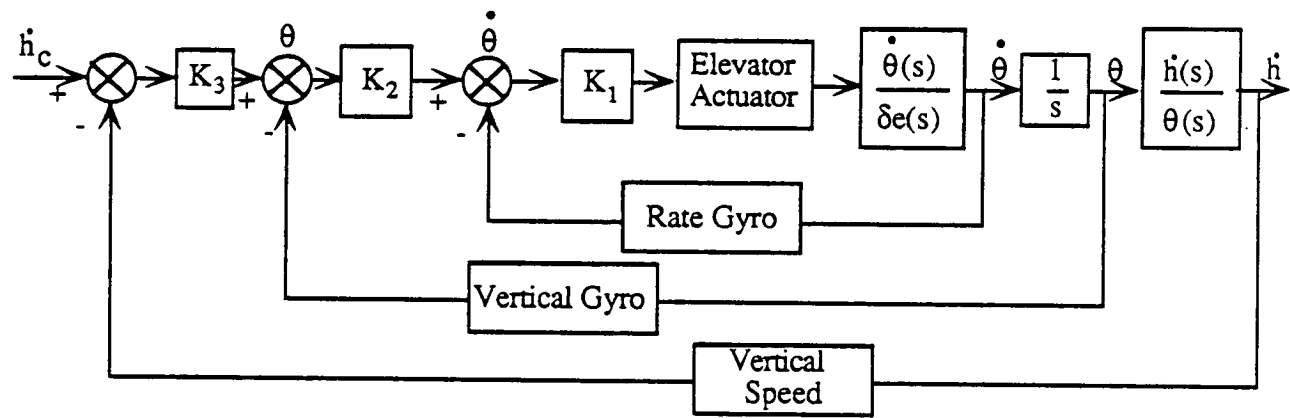 ḣc
+
-
K3
+
θ
-
K2
+
θ̇
-
K1
Elevator
Actuator
θ̇(s)
δe(s)
θ̇
1
s
θ
ḣ(s)
θ(s)
ḣ
Rate Gyro
Vertical Gyro
Vertical
Speed